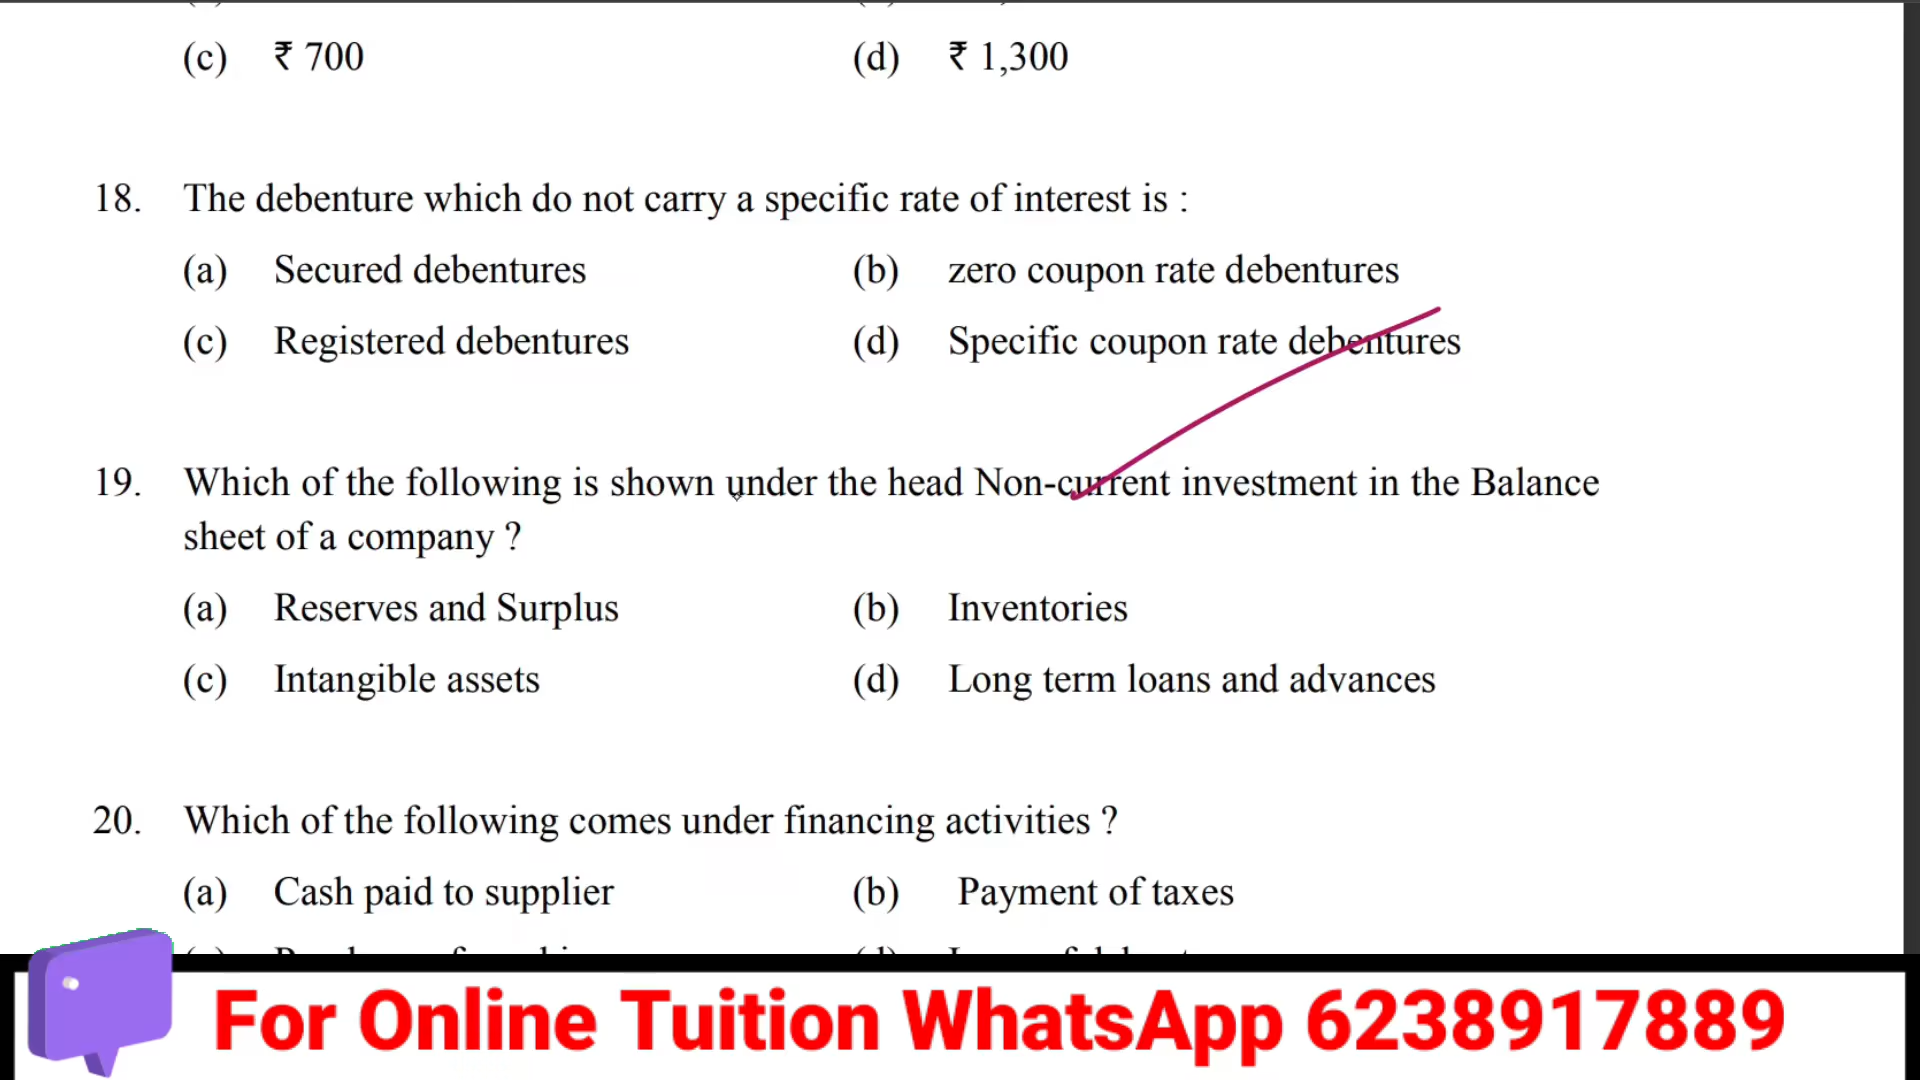 (c) ₹ 700 (d) ₹ 1,300
18. The debenture which do not carry a specific rate of interest is :
(a) Secured debentures (b) zero coupon rate debentures
(c) Registered debentures (d) Specific coupon rate debentures
19. Which of the following is shown under the head Non-current investment in the Balance
sheet of a company ?
(a) Reserves and Surplus (b) Inventories
(c) Intangible assets (d) Long term loans and advances
20. Which of the following comes under financing activities ?
(a) Cash paid to supplier (b) Payment of taxes
For Online Tuition WhatsApp 6238917889